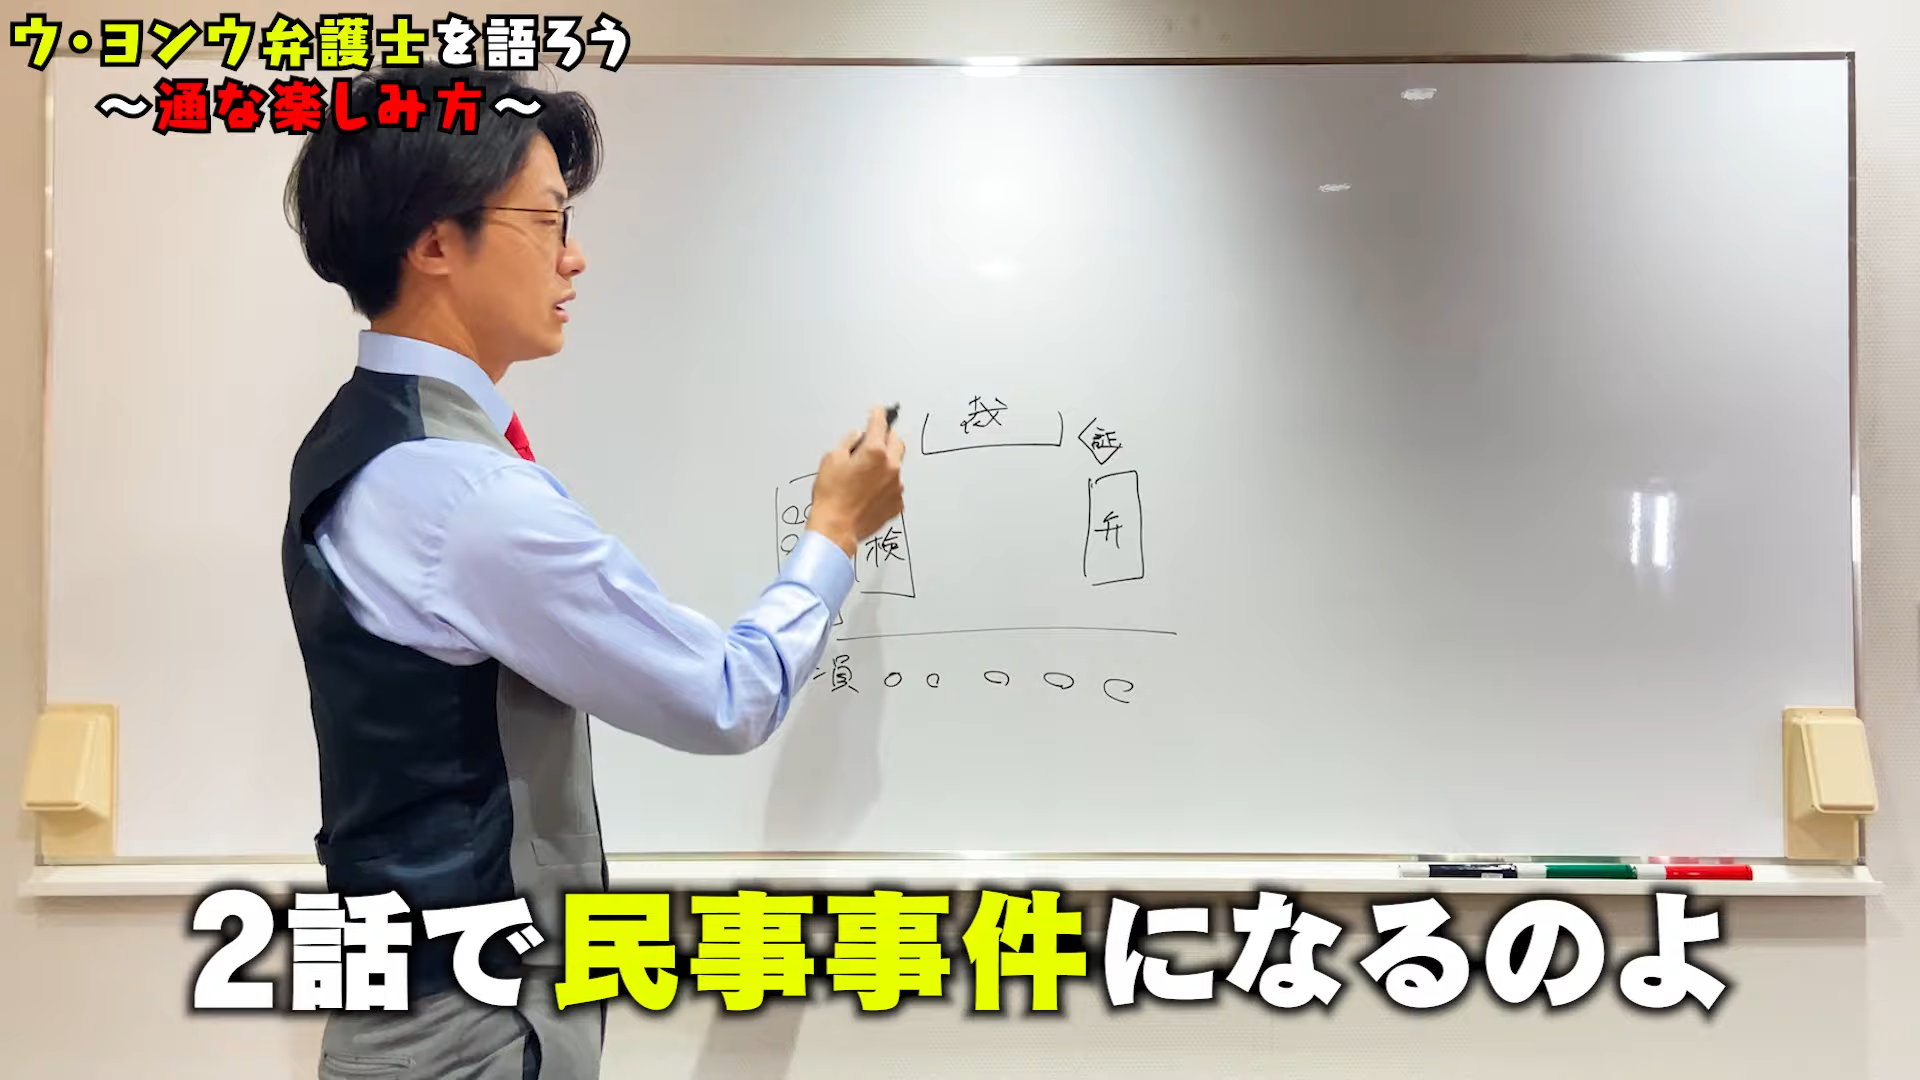 ウ・ヨンウ弁護士を語ろう
〜通な楽しみ方〜
裁
証
弁
検
員
2話で民事事件になるのよ